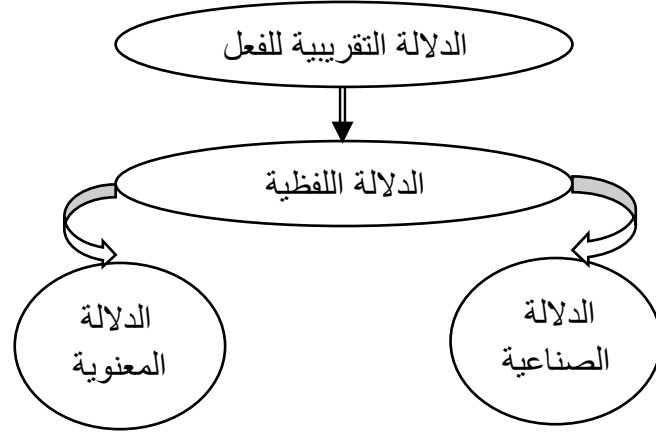 الدلالة التقريبية للفعل
الدلالة اللفظية
الدلالة
الصناعية
الدلالة
المعنوية